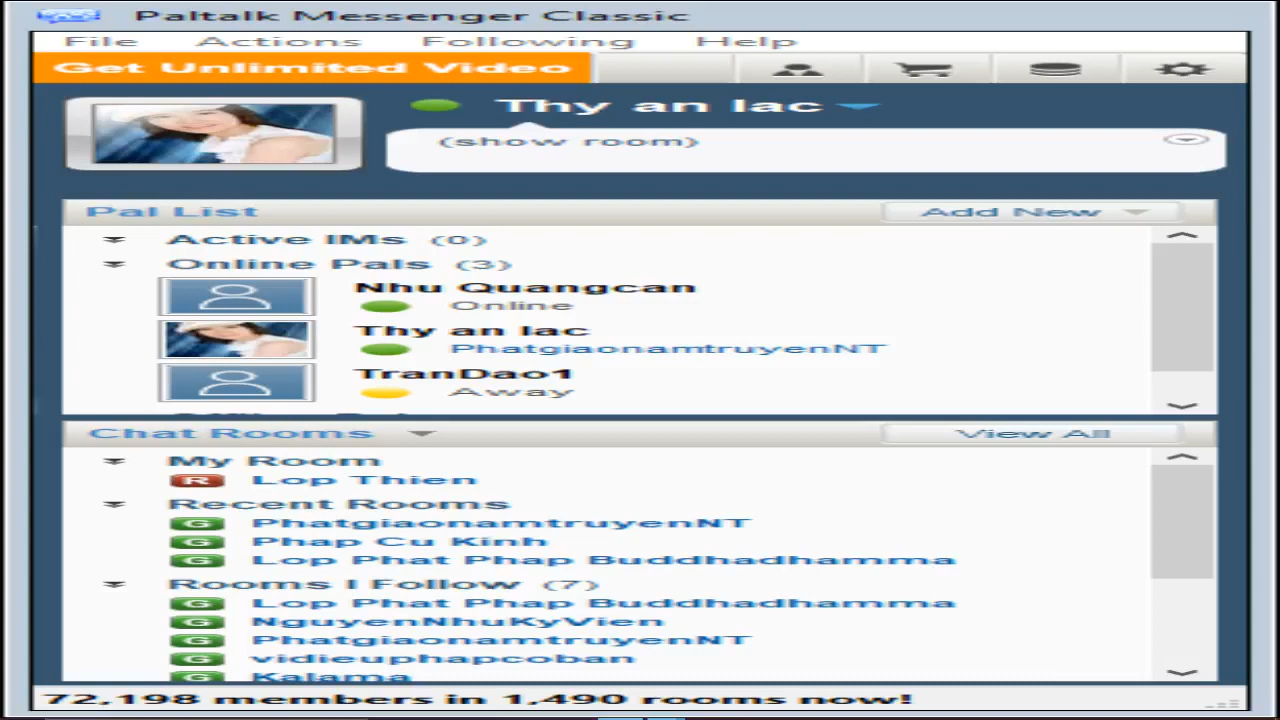 Paltalk Messenger Classic
File Actions Following Help
Get Unlimited Video
Thy an lac
(show room)
Pal List Add New
Active IMs (0)
Online Pals (3)
Nhu Quangcan
Online
Thy an lac
PhatgiaonamtruyenNT
TranDao1
Away
Chat Rooms View All
My Room
R Lop Thien
Recent Rooms
G PhatgiaonamtruyenNT
G Phap Cu Kinh
G Lop Phat Phap Buddhadhamma
Rooms I Follow (7)
G Lop Phat Phap Buddhadhamma
G NguyenNhuKyVien
G PhatgiaonamtruyenNT
G vidieuphapcoban
G Kalama
72,198 members in 1,490 rooms now!